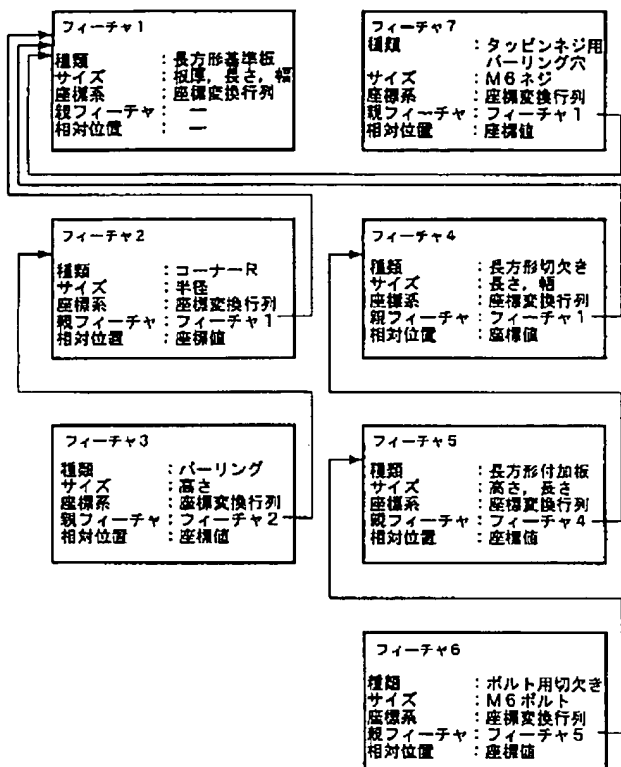 フィーチャ1
種類 : 長方形基準板
サイズ : 板厚, 長さ, 幅
座標系 : 座標変換行列
親フィーチャ : ー
相対位置 : ー
フィーチャ7
種類 : タッピンネジ用
バーリング穴
サイズ : M6ネジ
座標系 : 座標変換行列
親フィーチャ : フィーチャ1
相対位置 : 座標値
フィーチャ2
種類 : コーナーR
サイズ : 半径
座標系 : 座標変換行列
親フィーチャ : フィーチャ1
相対位置 : 座標値
フィーチャ4
種類 : 長方形切欠き
サイズ : 長さ, 幅
座標系 : 座標変換行列
親フィーチャ : フィーチャ1
相対位置 : 座標値
フィーチャ3
種類 : バーリング
サイズ : 高さ
座標系 : 座標変換行列
親フィーチャ : フィーチャ2
相対位置 : 座標値
フィーチャ5
種類 : 長方形付加板
サイズ : 高さ, 長さ
座標系 : 座標変換行列
親フィーチャ : フィーチャ4
相対位置 : 座標値
フィーチャ6
種類 : ボルト用切欠き
サイズ : M6ボルト
座標系 : 座標変換行列
親フィーチャ : フィーチャ5
相対位置 : 座標値